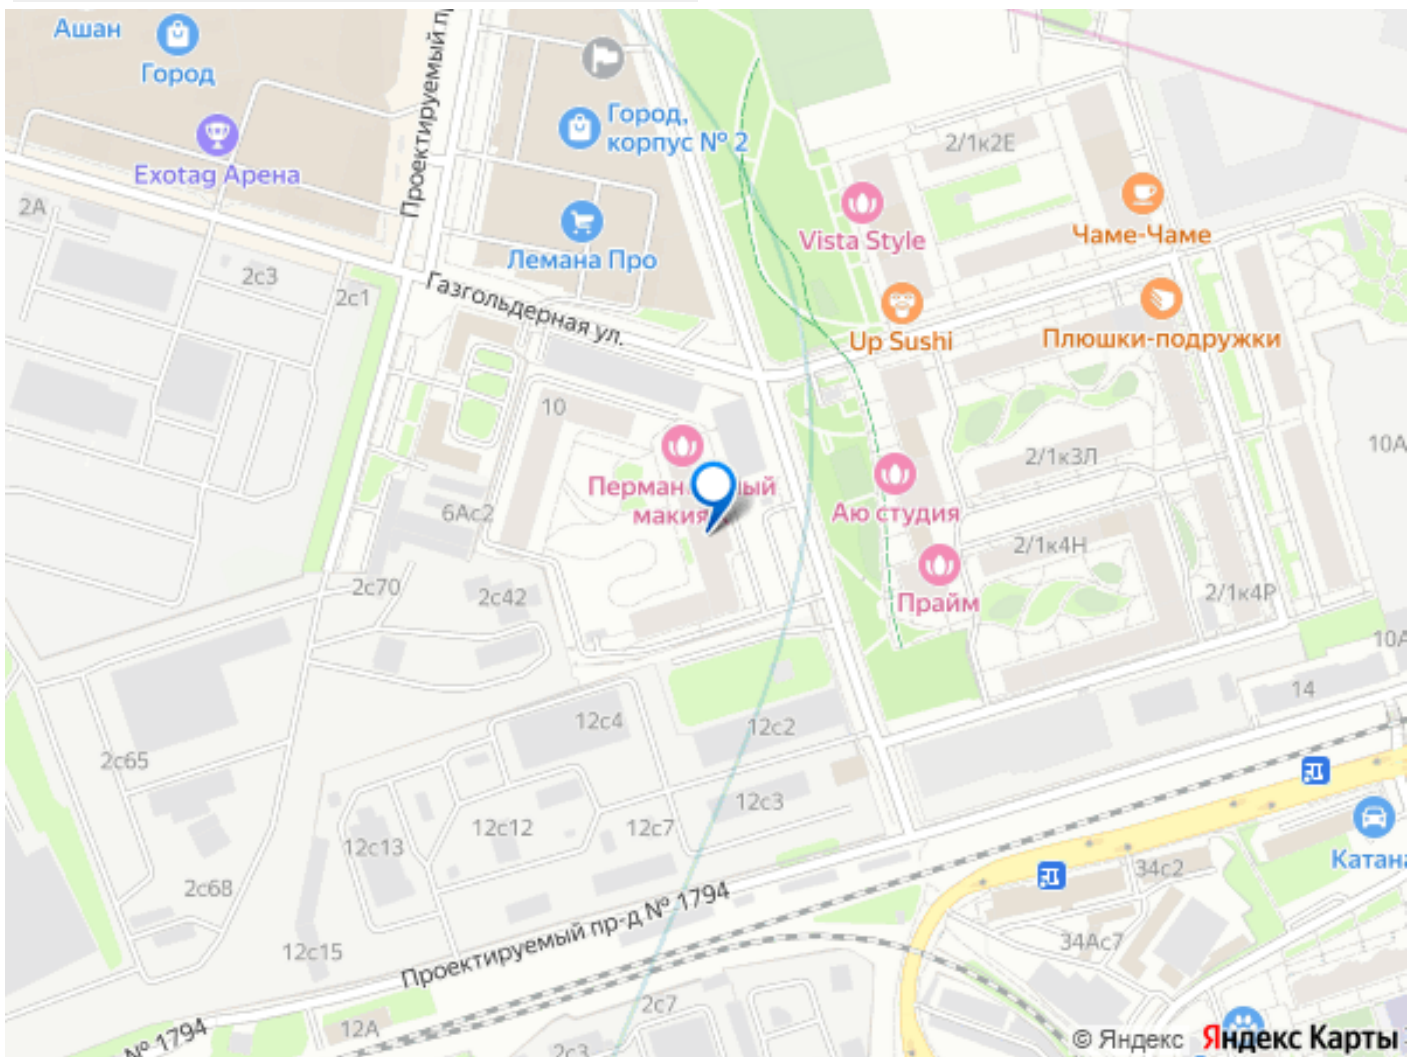 Ашан
Город
Проектируемый пр
Город,
корпус № 2
2/1к2Е
Exotag Арена
Vista Style
Чаме-Чаме
2А
Лемана Про
2с3
2с1
Газгольдерная ул.
Up Sushi
Плюшки-подружки
10
10А
2/1к3Л
6Ас2
Аю студия
2/1к4Н
Прайм
2с70
2с42
2/1к4Р
10А
14
12с4
12с2
2с65
12с3
Катана
12с12
12с7
12с13
34с2
2с68
Проектируемый пр-д № 1794
12с15
34Ас7
2с7
12А
№ 1794
2с3
© Яндекс Яндекс Карты